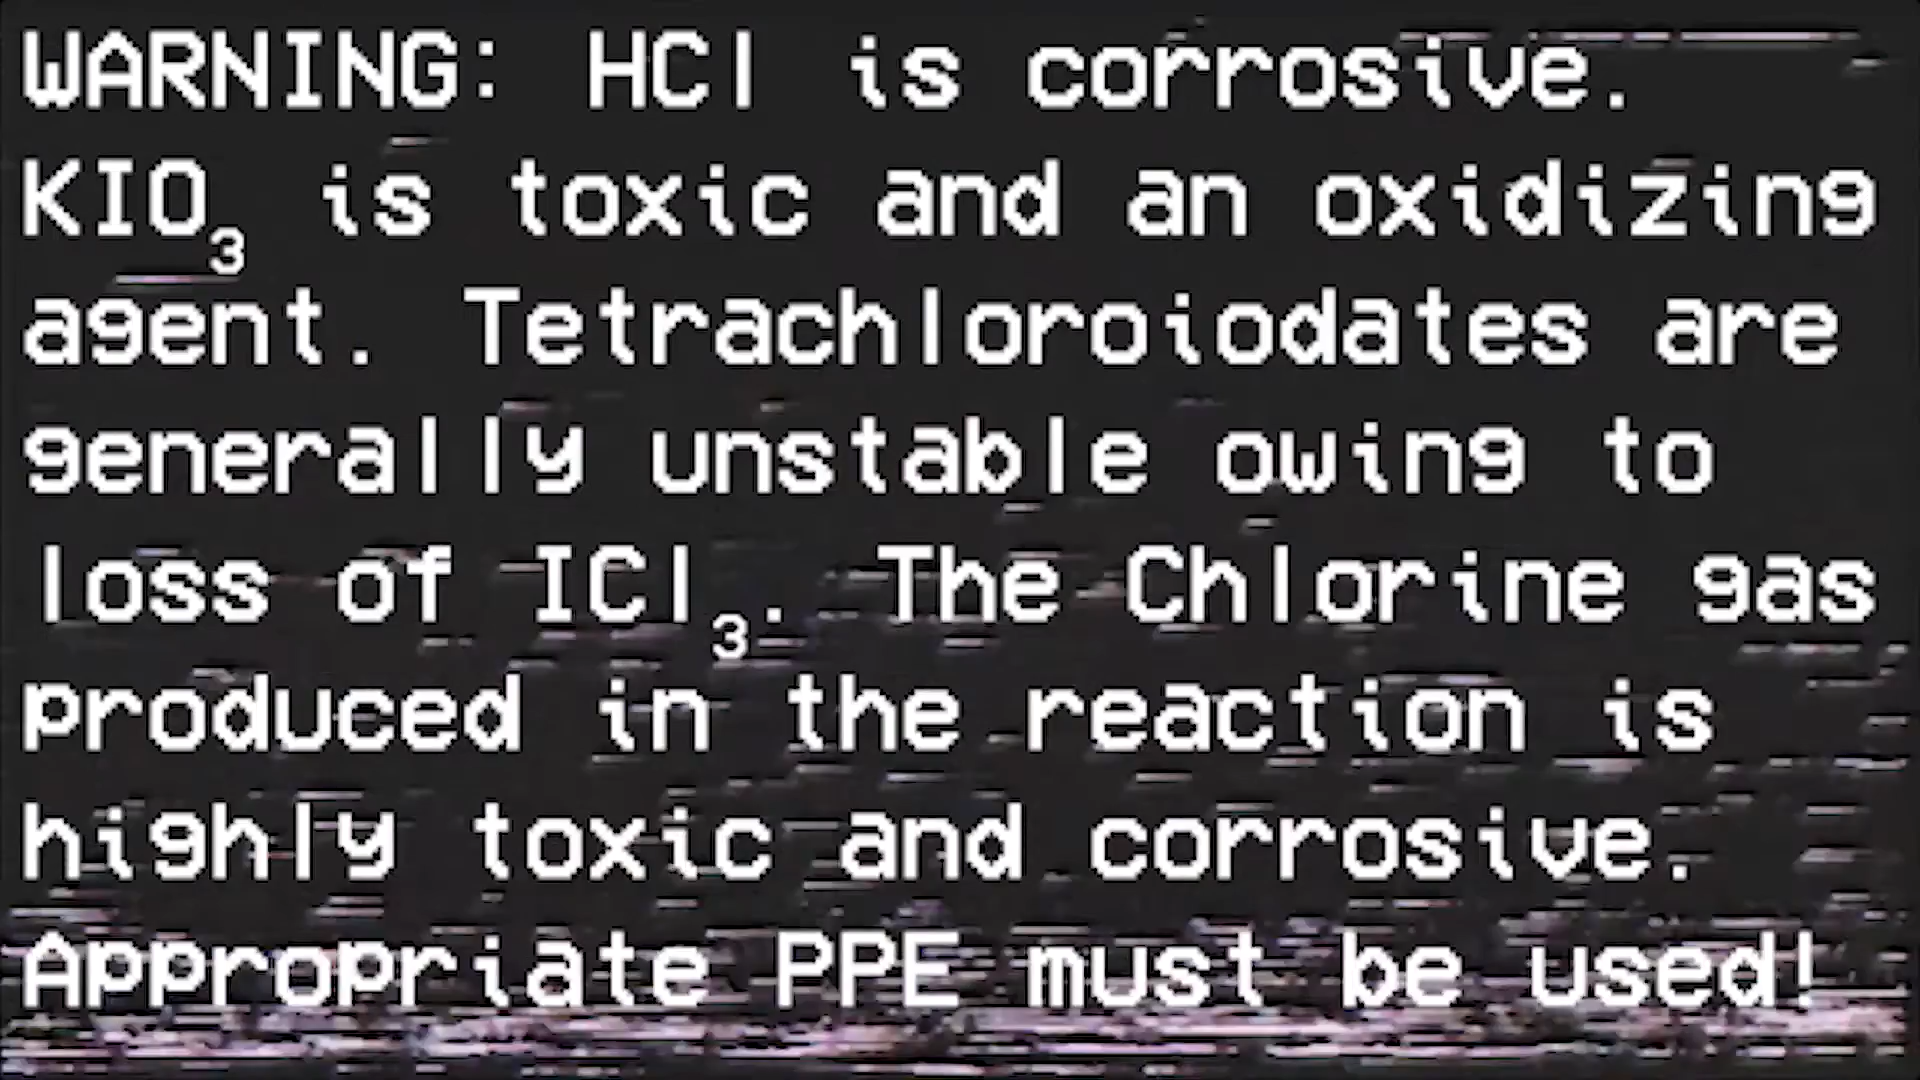 WARNING: HCl is corrosive.
KIO₃ is toxic and an oxidizing
agent. Tetrachloroiodates are
generally unstable owing to
loss of ICl₃. The Chlorine gas
produced in the reaction is
highly toxic and corrosive.
Appropriate PPE must be used!